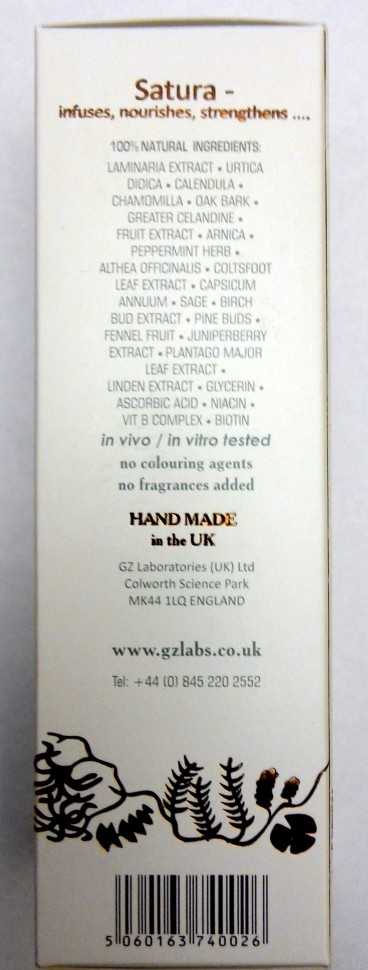 Satura -
infuses, nourishes, strengthens ....
100% NATURAL INGREDIENTS:
LAMINARIA EXTRACT • URTICA
DIOICA • CALENDULA •
CHAMOMILLA • OAK BARK •
GREATER CELANDINE •
FRUIT EXTRACT • ARNICA •
PEPPERMINT HERB •
ALTHEA OFFICINALIS • COLTSFOOT
LEAF EXTRACT • CAPSICUM
ANNUUM • SAGE • BIRCH
BUD EXTRACT • PINE BUDS •
FENNEL FRUIT • JUNIPERBERRY
EXTRACT • PLANTAGO MAJOR
LEAF EXTRACT •
LINDEN EXTRACT • GLYCERIN •
ASCORBIC ACID • NIACIN •
VIT B COMPLEX • BIOTIN
in vivo / in vitro tested
no colouring agents
no fragrances added
HAND MADE
in the UK
GZ Laboratories (UK) Ltd
Colworth Science Park
MK44 1LQ ENGLAND
www.gzlabs.co.uk
Tel: +44 (0) 845 220 2552
5 060163 740026